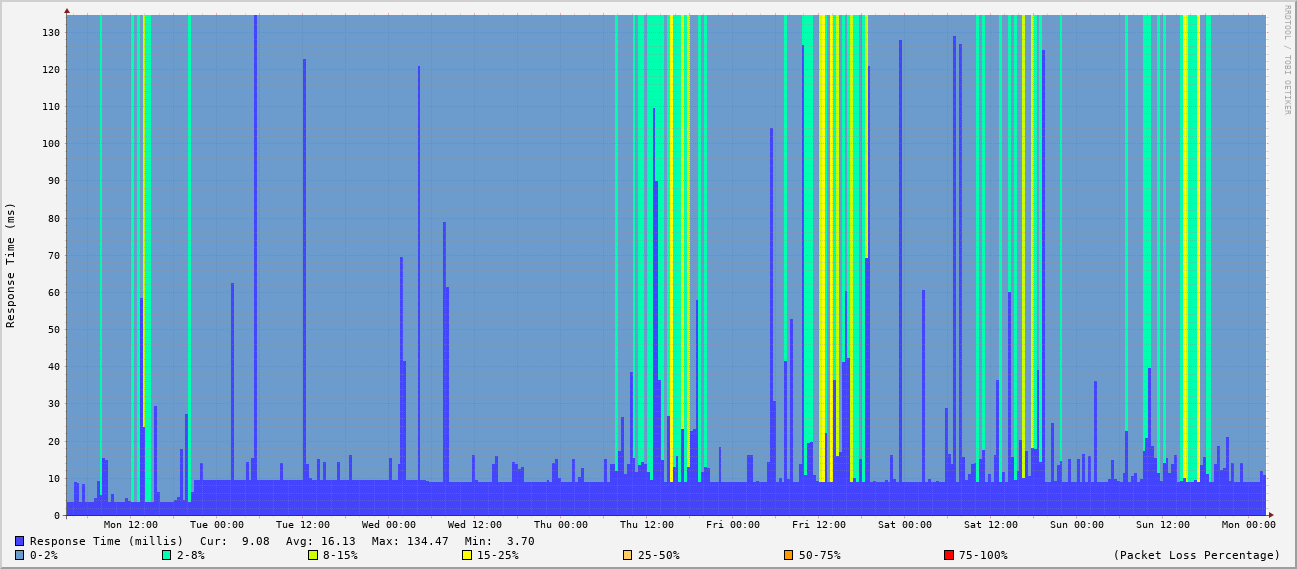 RRDTOOL / TOBI OETIKER
Response Time (ms)
130
120
110
100
90
80
70
60
50
40
30
20
10
0
Mon 12:00 Tue 00:00 Tue 12:00 Wed 00:00 Wed 12:00 Thu 00:00 Thu 12:00 Fri 00:00 Fri 12:00 Sat 00:00 Sat 12:00 Sun 00:00 Sun 12:00 Mon 00:00
Response Time (millis) Cur: 9.08 Avg: 16.13 Max: 134.47 Min: 3.70
0-2% 2-8% 8-15% 15-25% 25-50% 50-75% 75-100% (Packet Loss Percentage)